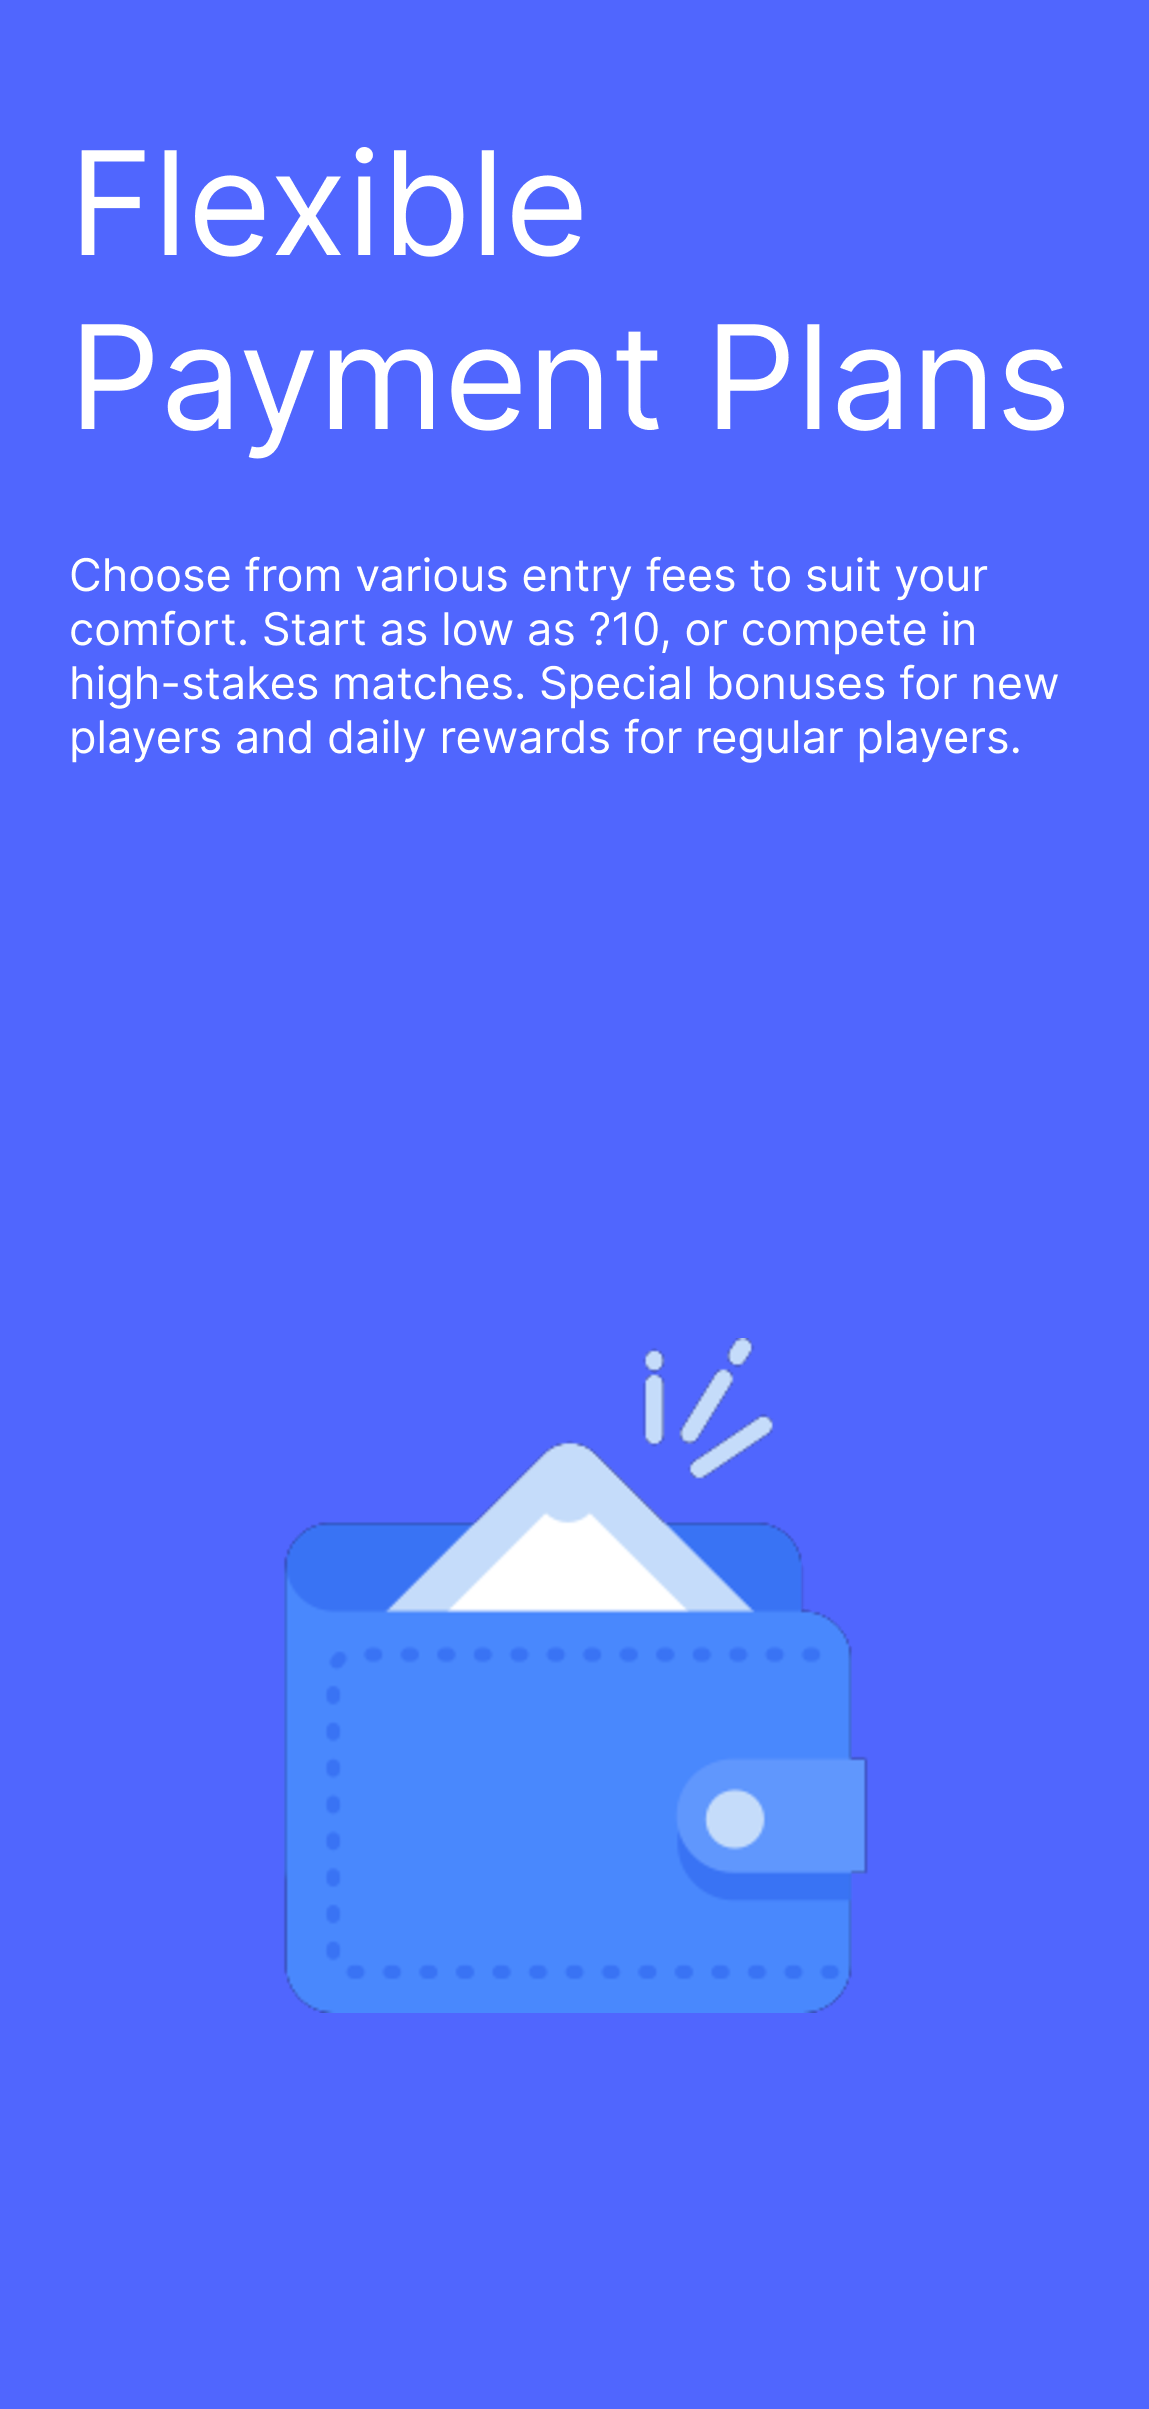 Flexible
Payment Plans
Choose from various entry fees to suit your
comfort. Start as low as ?10, or compete in
high-stakes matches. Special bonuses for new
players and daily rewards for regular players.